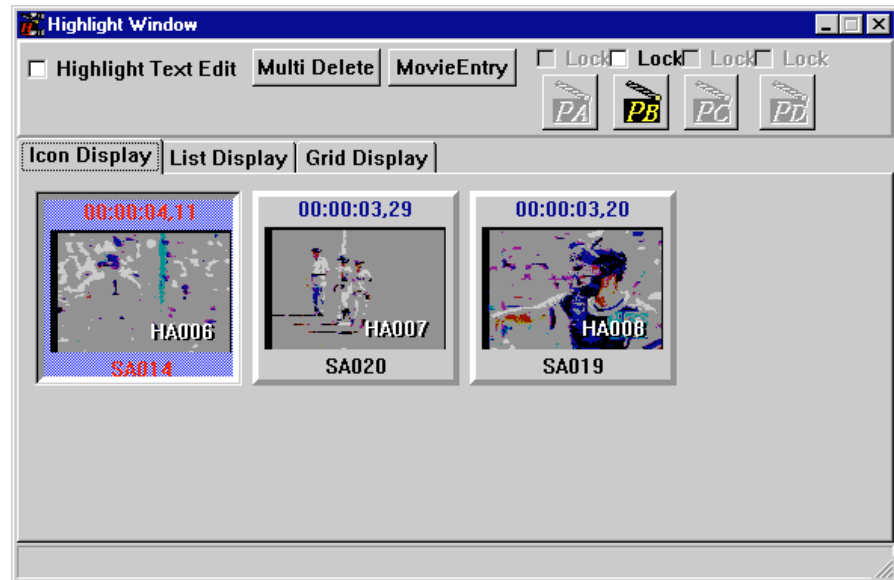 Highlight Window
Highlight Text Edit Multi Delete MovieEntry Lock Lock Lock Lock
PA PB PC PD
Icon Display List Display Grid Display
00:00:04,11 00:00:03,29 00:00:03,20
HA006 HA007 HA008
SA014 SA020 SA019